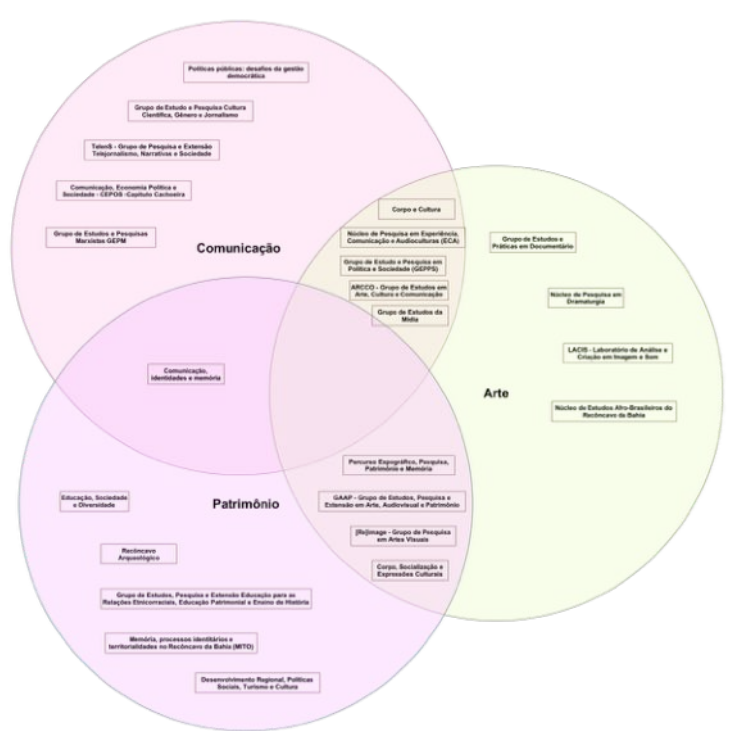 Políticas públicas: desafios da gestão
democrática
Grupo de Estudo e Pesquisa Cultura
Científica, Gênero e Jornalismo
TelenS - Grupo de Pesquisa e Extensão
Telejornalismo, Narrativas e Sociedade
Comunicação, Economia Política e
Sociedade - CEPOS -Capítulo Cachoeira
Grupo de Estudos e Pesquisas
Marxistas GEPM
Comunicação
Corpo e Cultura
Núcleo de Pesquisa em Experiência,
Comunicação e Audioculturas (ECA)
Grupo de Estudo e Pesquisa em
Política e Sociedade (GEPPS)
ARCCO - Grupo de Estudos em
Arte, Cultura e Comunicação
Grupo de Estudos da
Mídia
Grupo de Estudos e
Práticas em Documentário
Núcleo de Pesquisa em
Dramaturgia
LACIS - Laboratório de Análise e
Criação em Imagem e Som
Arte
Núcleo de Estudos Afro-Brasileiros do
Recôncavo da Bahia
Comunicação,
identidades e memória
Percurso Expográfico, Pesquisa,
Patrimônio e Memória
GAAP - Grupo de Estudos, Pesquisa e
Extensão em Arte, Audiovisual e Patrimônio
[Re]image - Grupo de Pesquisa
em Artes Visuais
Corpo, Socialização e
Expressões Culturais
Patrimônio
Educação, Sociedade
e Diversidade
Recôncavo
Arqueológico
Grupo de Estudos, Pesquisa e Extensão Educação para as
Relações Etnicorraciais, Educação Patrimonial e Ensino de História
Memória, processos identitários e
territorialidades no Recôncavo da Bahia (MITO)
Desenvolvimento Regional, Políticas
Sociais, Turismo e Cultura